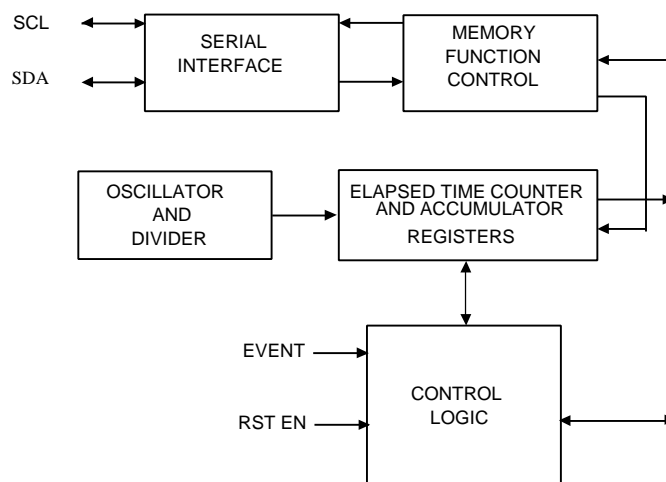 SCL
SERIAL
INTERFACE
MEMORY
FUNCTION
CONTROL
SDA
OSCILLATOR
AND
DIVIDER
ELAPSED TIME COUNTER
AND ACCUMULATOR
REGISTERS
EVENT
RST EN
CONTROL
LOGIC